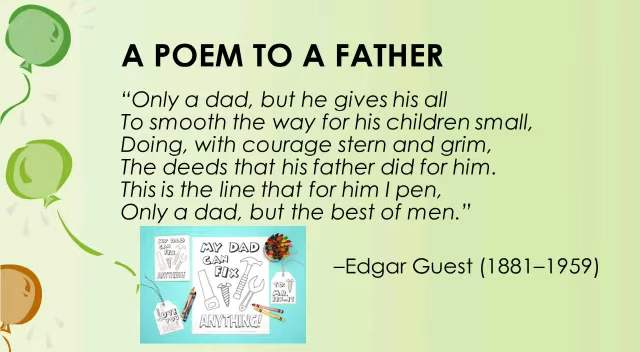 A POEM TO A FATHER
“Only a dad, but he gives his all
To smooth the way for his children small,
Doing, with courage stern and grim,
The deeds that his father did for him.
This is the line that for him I pen,
Only a dad, but the best of men.”
–Edgar Guest (1881–1959)
MY DAD
CAN
FIX
ANYTHING!
MY DAD
CAN
FIX
ANYTHING!
TO:
LOVE
YOU